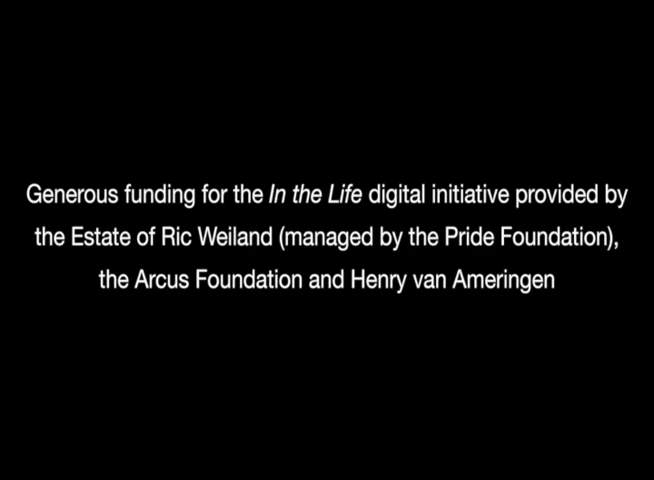 Generous funding for the In the Life digital initiative provided by
the Estate of Ric Weiland (managed by the Pride Foundation),
the Arcus Foundation and Henry van Ameringen